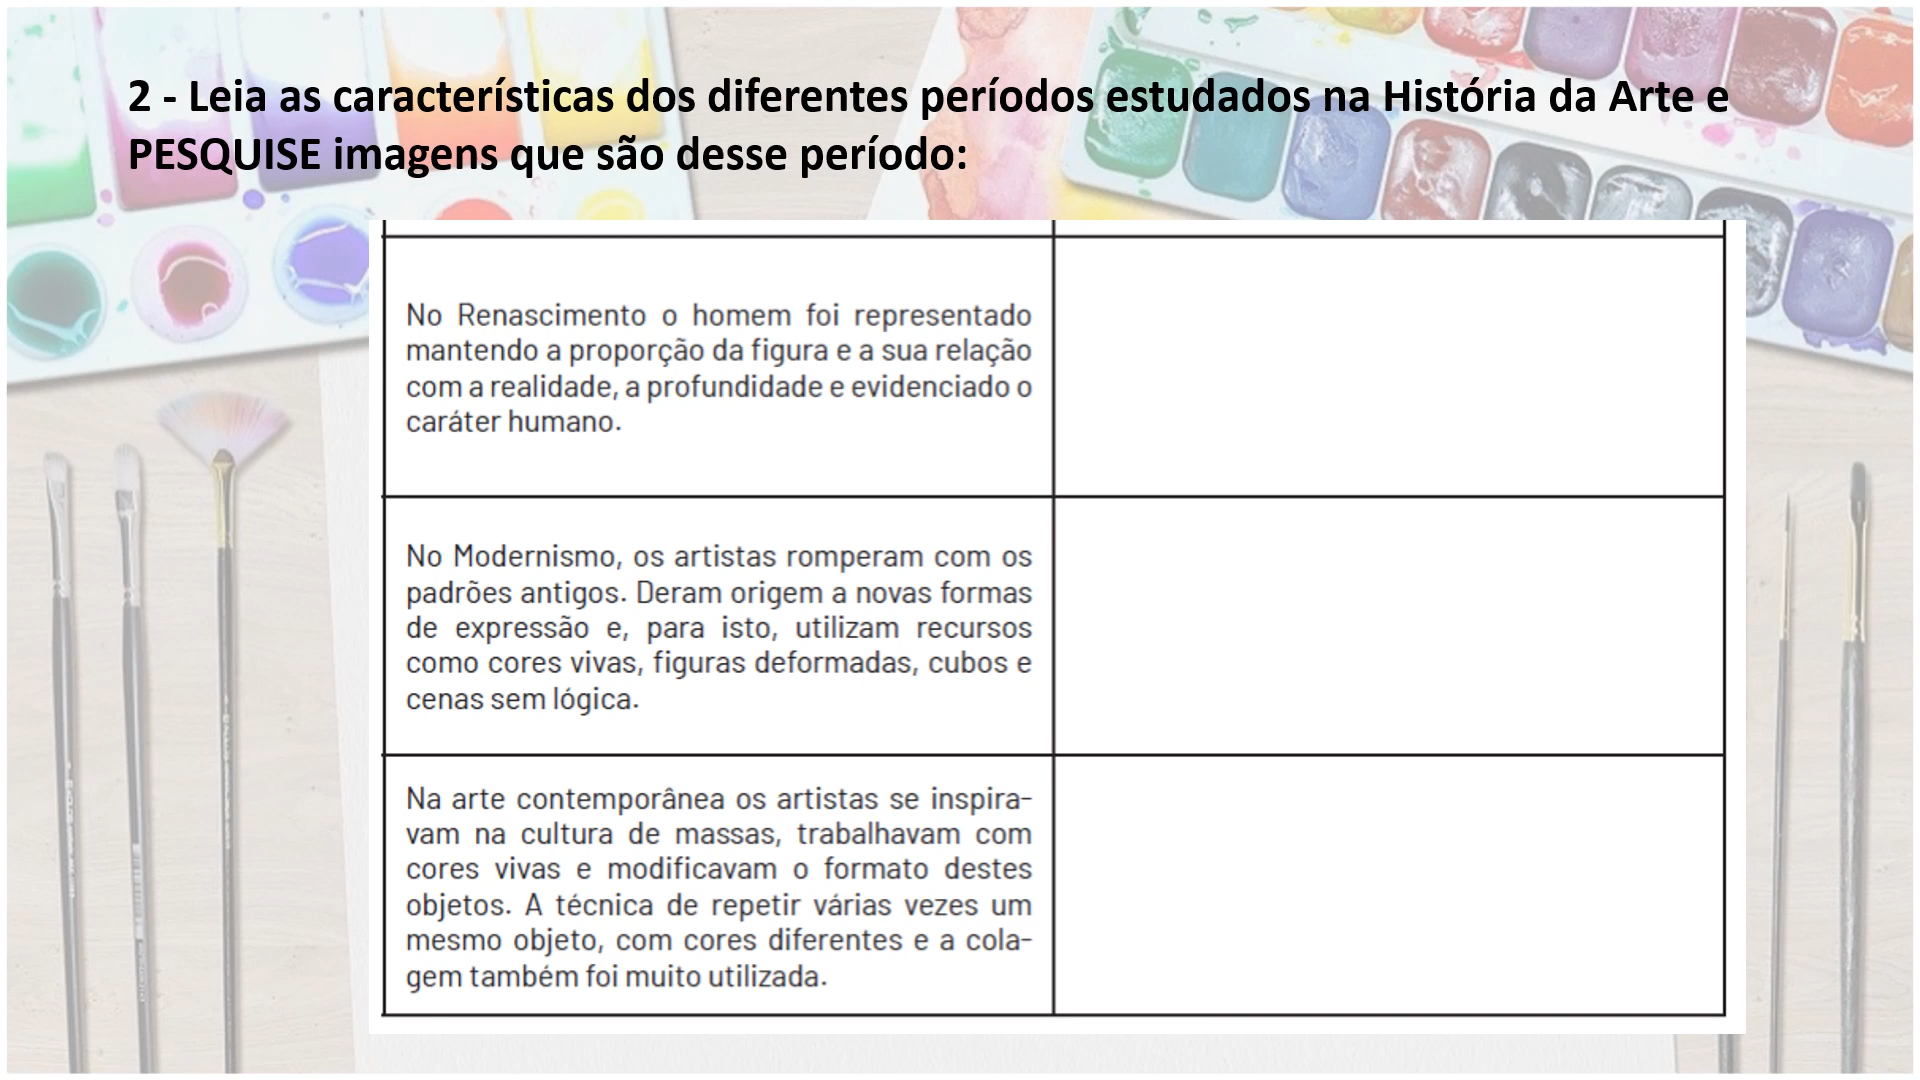 2 - Leia as características dos diferentes períodos estudados na História da Arte e
PESQUISE imagens que são desse período:
No Renascimento o homem foi representado
mantendo a proporção da figura e a sua relação
com a realidade, a profundidade e evidenciado o
caráter humano.
No Modernismo, os artistas romperam com os
padrões antigos. Deram origem a novas formas
de expressão e, para isto, utilizam recursos
como cores vivas, figuras deformadas, cubos e
cenas sem lógica.
Na arte contemporânea os artistas se inspira-
vam na cultura de massas, trabalhavam com
cores vivas e modificavam o formato destes
objetos. A técnica de repetir várias vezes um
mesmo objeto, com cores diferentes e a cola-
gem também foi muito utilizada.